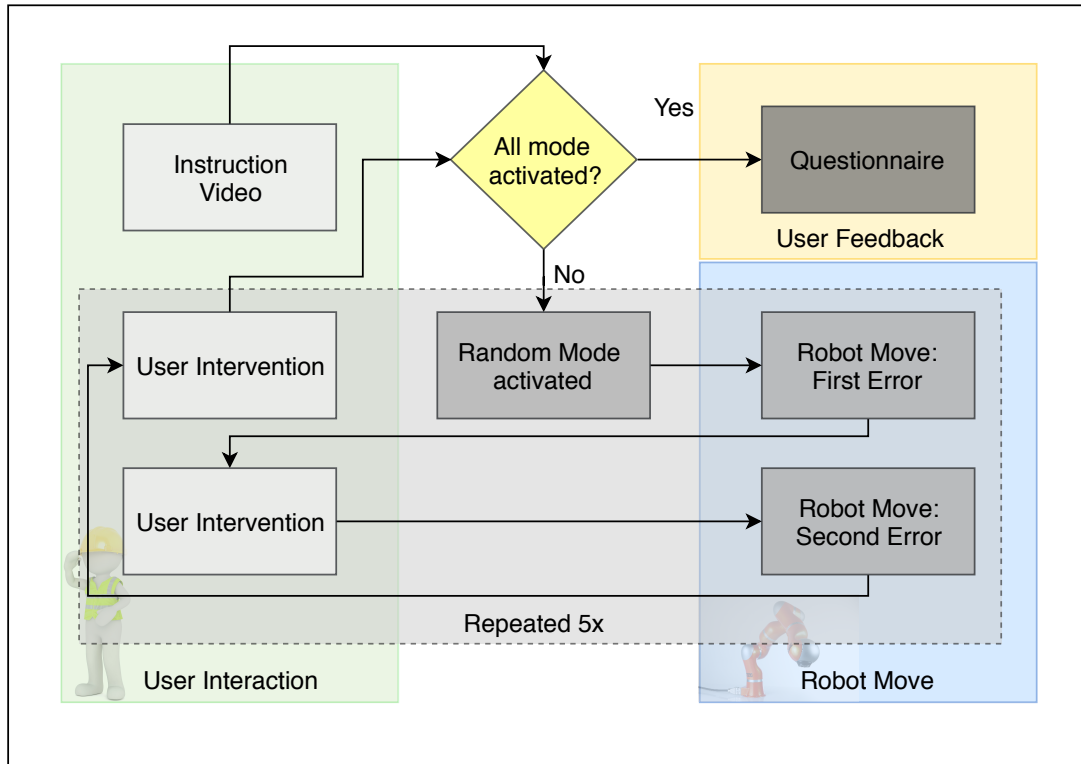 Instruction
Video
All mode
activated?
Yes
Questionnaire
User Feedback
No
User Intervention
Random Mode
activated
Robot Move:
First Error
User Intervention
Robot Move:
Second Error
Repeated 5x
User Interaction
Robot Move